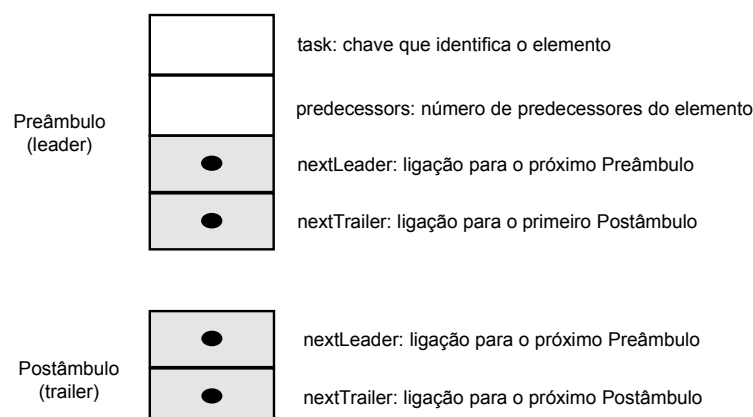 task: chave que identifica o elemento
predecessors: número de predecessores do elemento
Preâmbulo
(leader)
nextLeader: ligação para o próximo Preâmbulo
nextTrailer: ligação para o primeiro Postâmbulo
nextLeader: ligação para o próximo Preâmbulo
Postâmbulo
(trailer)
nextTrailer: ligação para o próximo Postâmbulo